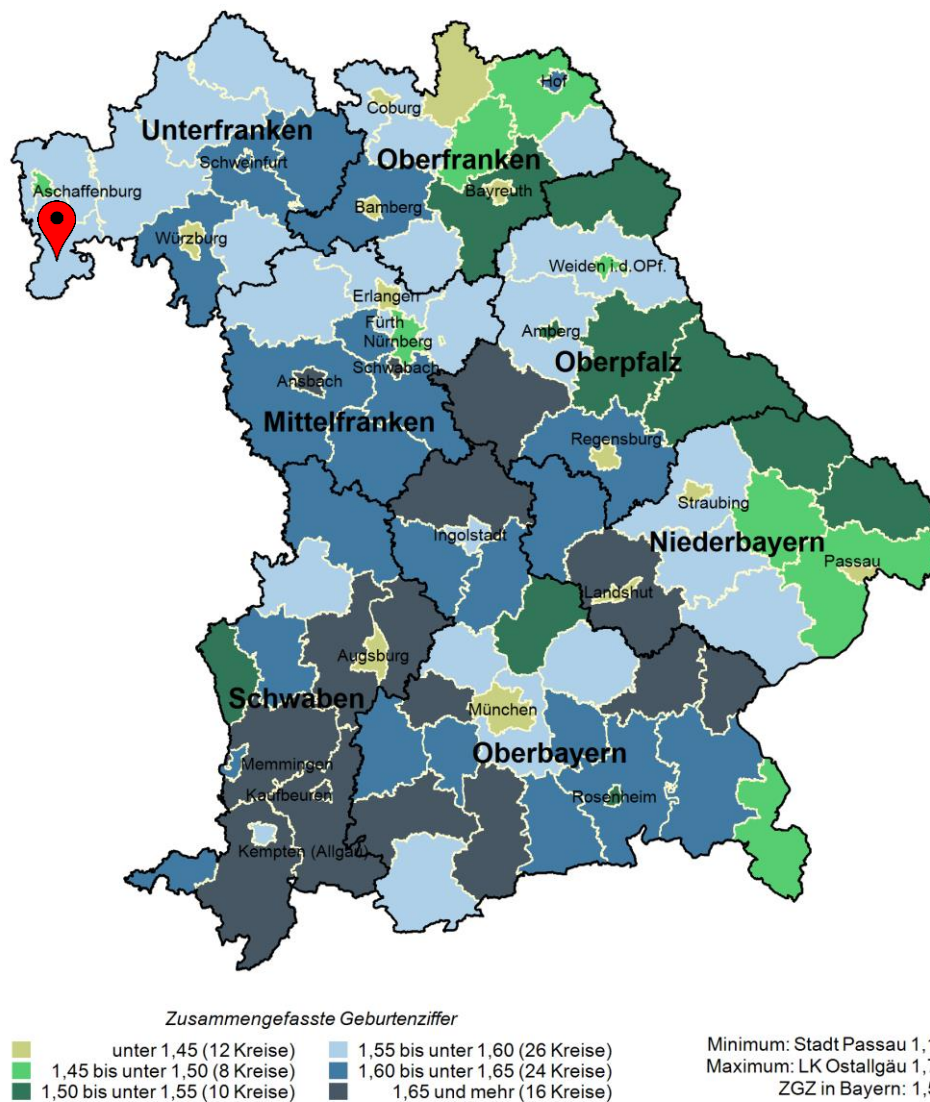 Hof
Coburg
Unterfranken
Oberfranken
Schweinfurt
Aschaffenburg
Bayreuth
Bamberg
Würzburg
Weiden i.d.OPf.
Erlangen
Fürth
Nürnberg
Amberg
Schwabach
Oberpfalz
Ansbach
Mittelfranken
Regensburg
Straubing
Ingolstadt
Niederbayern
Passau
Landshut
Augsburg
Schwaben
München
Oberbayern
Memmingen
Kaufbeuren
Rosenheim
Kempten (Allgäu)
Zusammengefasste Geburtenziffer
unter 1,45 (12 Kreise)
1,45 bis unter 1,50 (8 Kreise)
1,50 bis unter 1,55 (10 Kreise)
1,55 bis unter 1,60 (26 Kreise)
1,60 bis unter 1,65 (24 Kreise)
1,65 und mehr (16 Kreise)
Minimum: Stadt Passau
Maximum: LK Ostallgäu
ZGZ in Bayern: